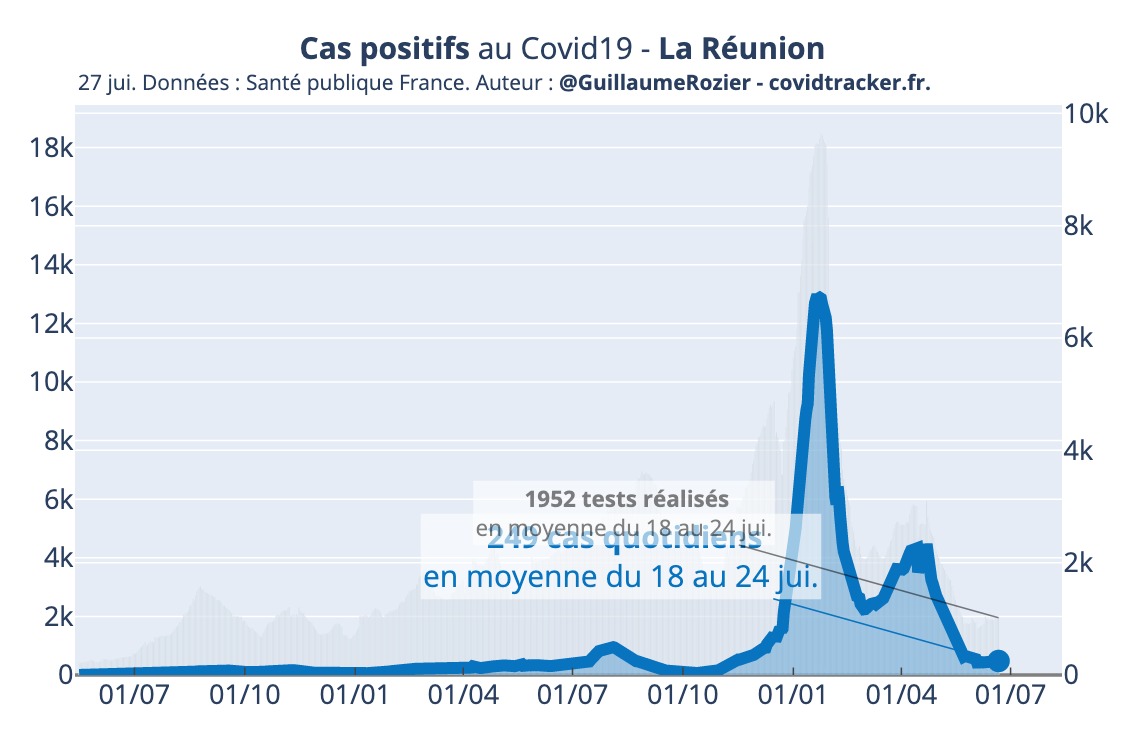 Cas positifs au Covid19 - La Réunion
27 jui. Données : Santé publique France. Auteur : @GuillaumeRozier - covidtracker.fr.
10k
18k
16k
8k
14k
12k
6k
10k
8k
4k
6k
1952 tests réalisés
en moyenne du 18 au 24 jui.
249 cas quotidiens
4k
2k
en moyenne du 18 au 24 jui.
2k
0
0
01/07 01/10 01/01 01/04 01/07 01/10 01/01 01/04 01/07